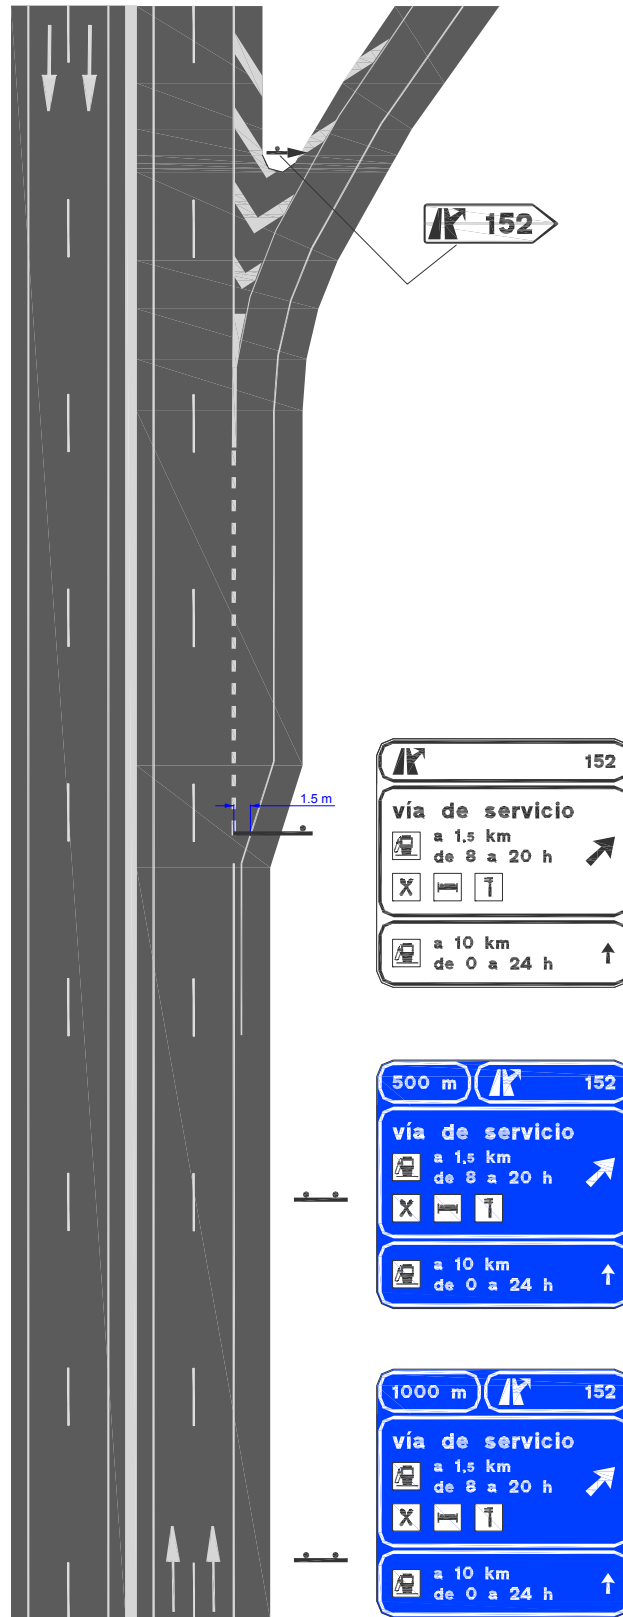 152
1.5 m
152
vía de servicio
a 1,5 km
de 8 a 20 h
a 10 km
de 0 a 24 h
500 m 152
vía de servicio
a 1,5 km
de 8 a 20 h
a 10 km
de 0 a 24 h
1000 m 152
vía de servicio
a 1,5 km
de 8 a 20 h
a 10 km
de 0 a 24 h